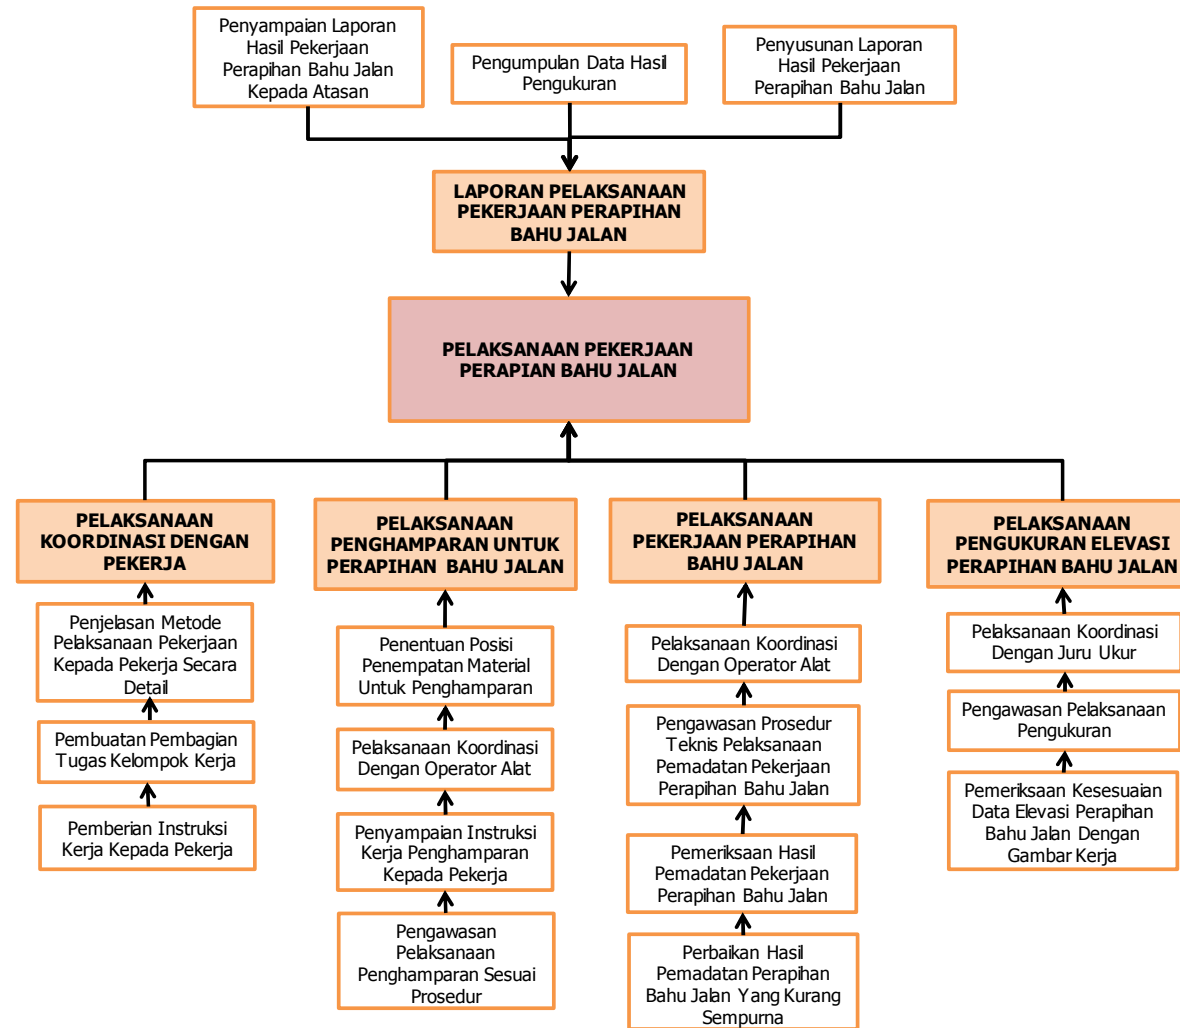 Penyampaian Laporan
Hasil Pekerjaan
Perapihan Bahu Jalan
Kepada Atasan
Pengumpulan Data Hasil
Pengukuran
Penyusunan Laporan
Hasil Pekerjaan
Perapihan Bahu Jalan
LAPORAN PELAKSANAAN
PEKERJAAN PERAPIHAN
BAHU JALAN
PELAKSANAAN PEKERJAAN
PERAPIAN BAHU JALAN
PELAKSANAAN
KOORDINASI DENGAN
PEKERJA
Penjelasan Metode
Pelaksanaan Pekerjaan
Kepada Pekerja Secara
Detail
Pembuatan Pembagian
Tugas Kelompok Kerja
Pemberian Instruksi
Kerja Kepada Pekerja
PELAKSANAAN
PENGHAMPARAN UNTUK
PERAPIHAN BAHU JALAN
Penentuan Posisi
Penempatan Material
Untuk Penghamparan
Pelaksanaan Koordinasi
Dengan Operator Alat
Penyampaian Instruksi
Kerja Penghamparan
Kepada Pekerja
Pengawasan
Pelaksanaan
Penghamparan Sesuai
Prosedur
PELAKSANAAN
PEKERJAAN PERAPIHAN
BAHU JALAN
Pelaksanaan Koordinasi
Dengan Operator Alat
Pengawasan Prosedur
Teknis Pelaksanaan
Pemadatan Pekerjaan
Perapihan Bahu Jalan
Pemeriksaan Hasil
Pemadatan Pekerjaan
Perapihan Bahu Jalan
Perbaikan Hasil
Pemadatan Perapihan
Bahu Jalan Yang Kurang
Sempurna
PELAKSANAAN
PENGUKURAN ELEVASI
PERAPIHAN BAHU JALAN
Pelaksanaan Koordinasi
Dengan Juru Ukur
Pengawasan Pelaksanaan
Pengukuran
Pemeriksaan Kesesuaian
Data Elevasi Perapihan
Bahu Jalan Dengan
Gambar Kerja